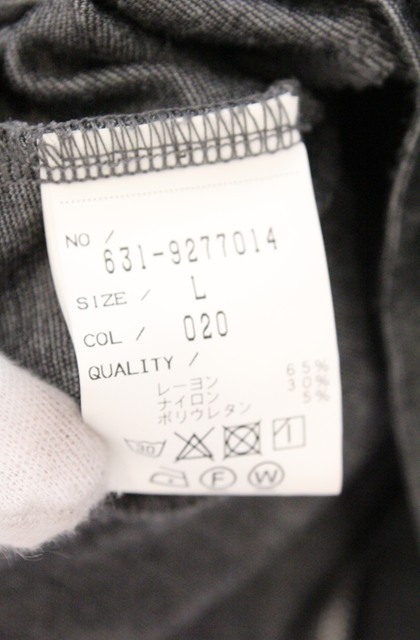 NO / 631-9277014
SIZE / L
COL / 020
QUALITY /
レーヨン 65%
ナイロン 30%
ポリウレタン 5%
30
F W